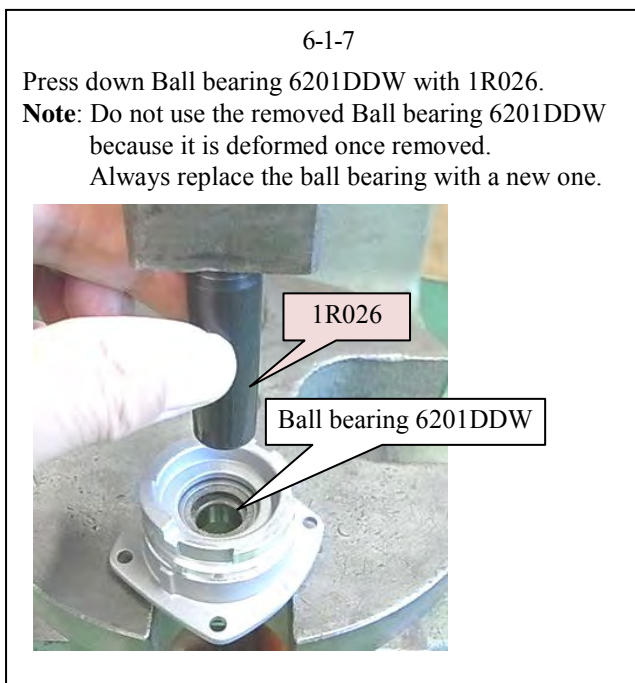 6-1-7
Press down Ball bearing 6201DDW with 1R026.
Note: Do not use the removed Ball bearing 6201DDW
because it is deformed once removed.
Always replace the ball bearing with a new one.
1R026
Ball bearing 6201DDW